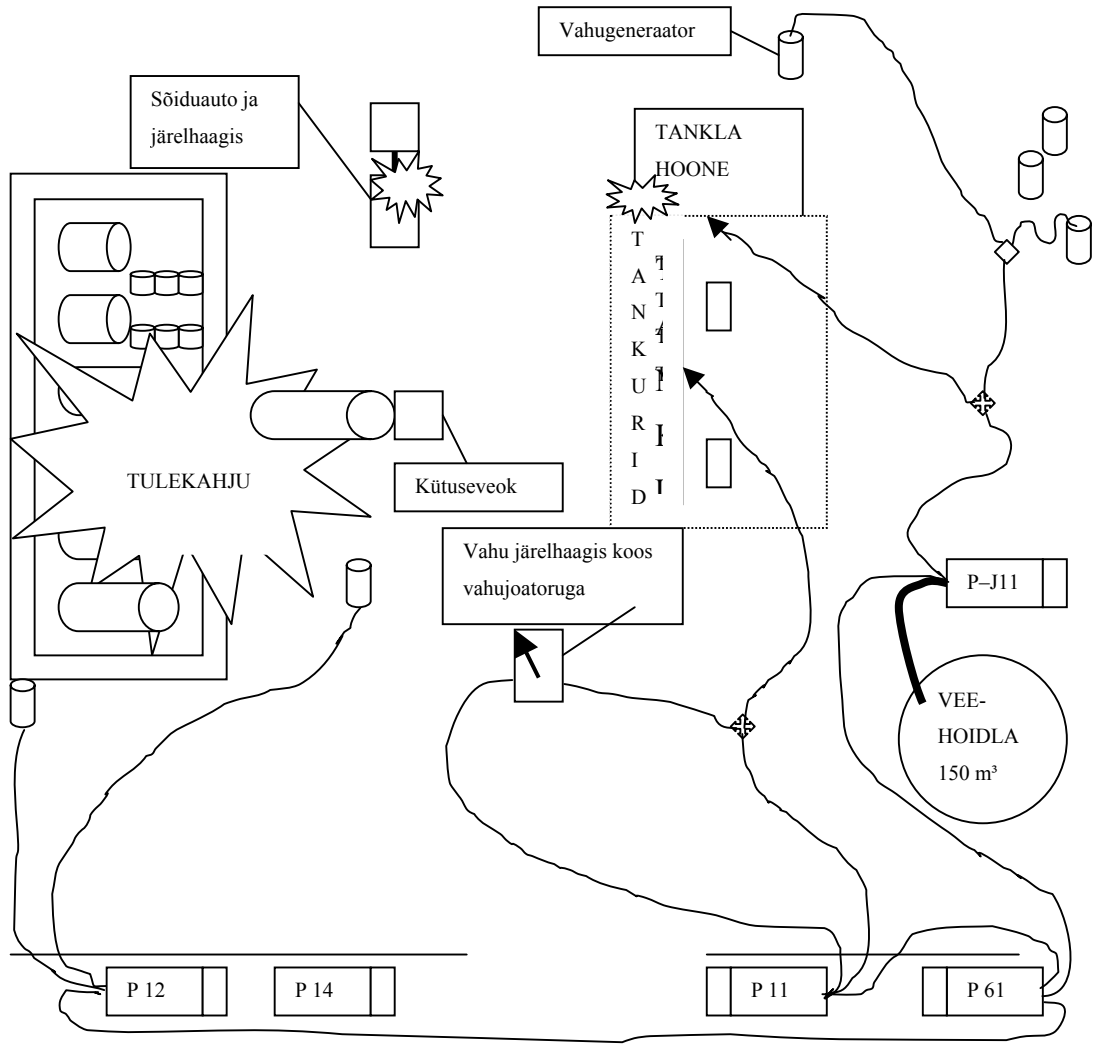 Vahugeneraator
Sõiduauto ja
järelhaagis
TANKLA
HOONE
T
A
N
K
U
R
I
D
TULEKAHJU
Kütuseveok
Vahu järelhaagis koos
vahujoatoruga
P–J11
VEE-
HOIDLA
150 m³
P 12
P 14
P 11
P 61